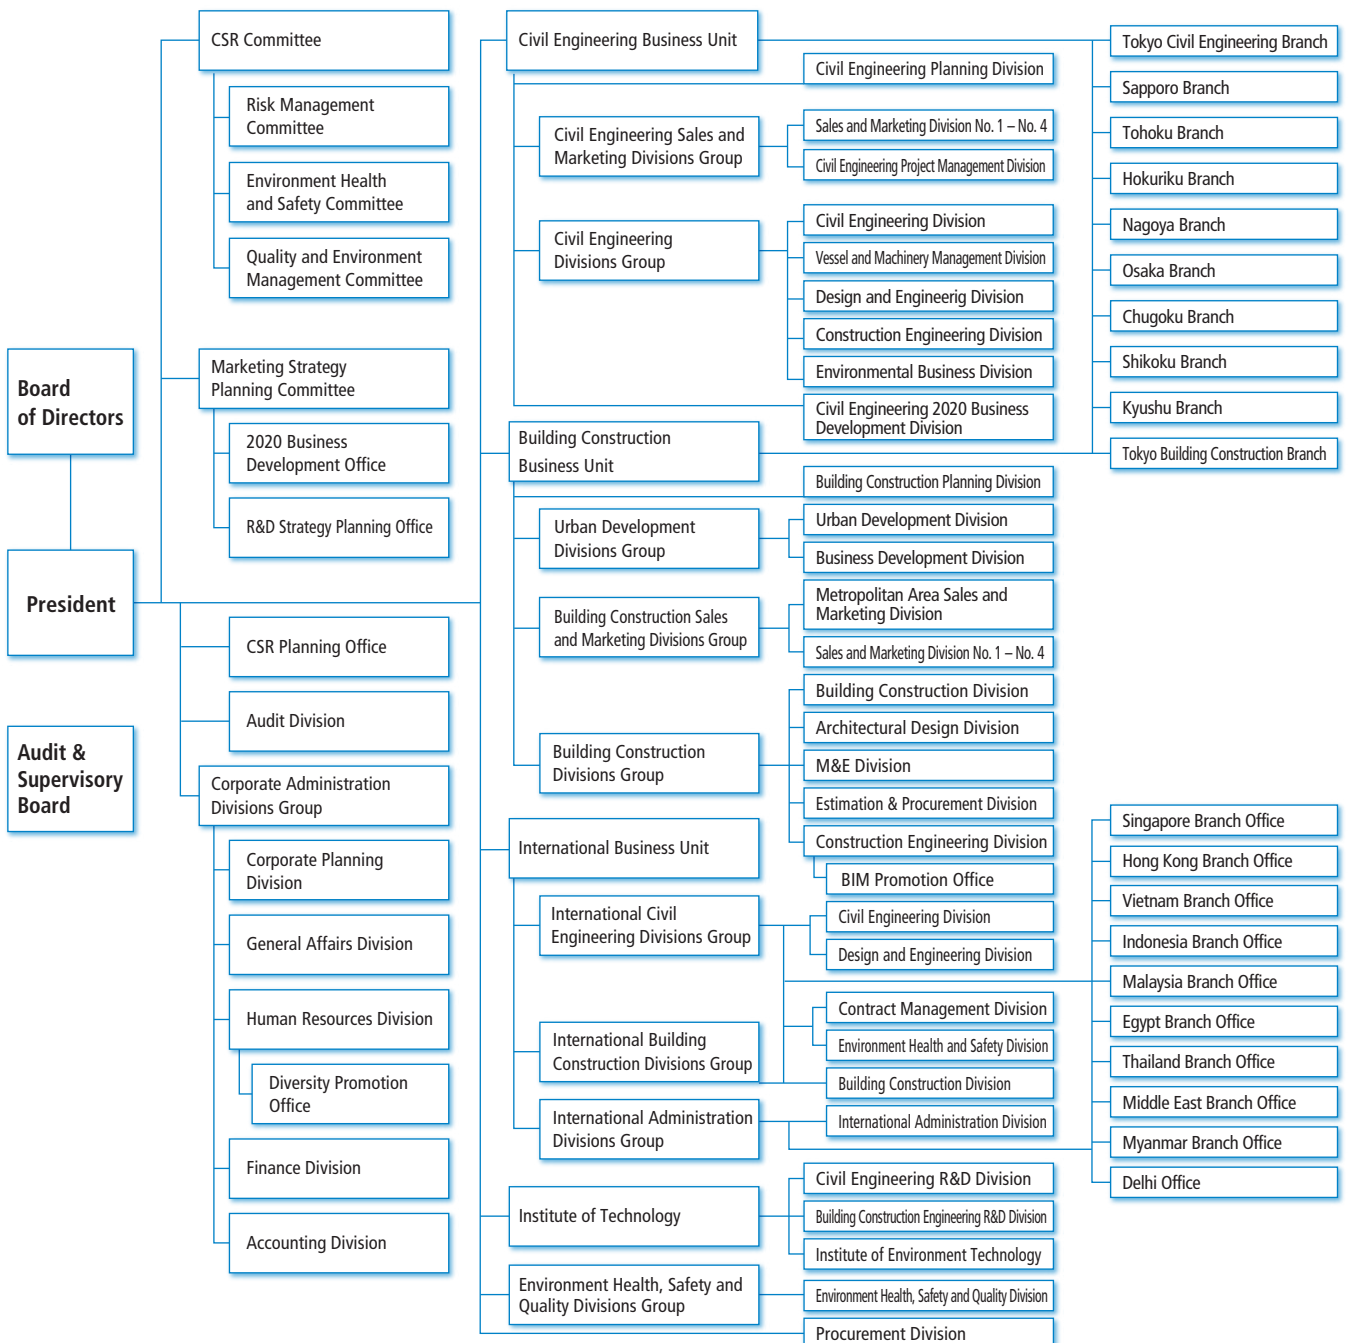 Board
of Directors
President
Audit &
Supervisory
Board
CSR Committee
Risk Management
Committee
Environment Health
and Safety Committee
Quality and Environment
Management Committee
Marketing Strategy
Planning Committee
2020 Business
Development Office
R&D Strategy Planning Office
CSR Planning Office
Audit Division
Corporate Administration
Divisions Group
Corporate Planning
Division
General Affairs Division
Human Resources Division
Diversity Promotion
Office
Finance Division
Accounting Division
Civil Engineering Business Unit
Civil Engineering Planning Division
Civil Engineering Sales and
Marketing Divisions Group
Sales and Marketing Division No. 1 – No. 4
Civil Engineering Project Management Division
Civil Engineering
Divisions Group
Civil Engineering Division
Vessel and Machinery Management Division
Design and Engineerig Division
Construction Engineering Division
Environmental Business Division
Civil Engineering 2020 Business
Development Division
Building Construction
Business Unit
Building Construction Planning Division
Urban Development
Divisions Group
Urban Development Division
Business Development Division
Building Construction Sales
and Marketing Divisions Group
Metropolitan Area Sales and
Marketing Division
Sales and Marketing Division No. 1 – No. 4
Building Construction
Divisions Group
Building Construction Division
Architectural Design Division
M&E Division
Estimation & Procurement Division
Construction Engineering Division
BIM Promotion Office
International Business Unit
International Civil
Engineering Divisions Group
Civil Engineering Division
Design and Engineering Division
Contract Management Division
Environment Health and Safety Division
International Building
Construction Divisions Group
Building Construction Division
International Administration
Divisions Group
International Administration Division
Institute of Technology
Civil Engineering R&D Division
Building Construction Engineering R&D Division
Institute of Environment Technology
Environment Health, Safety and
Quality Divisions Group
Environment Health, Safety and Quality Division
Procurement Division
Tokyo Civil Engineering Branch
Sapporo Branch
Tohoku Branch
Hokuriku Branch
Nagoya Branch
Osaka Branch
Chugoku Branch
Shikoku Branch
Kyushu Branch
Tokyo Building Construction Branch
Singapore Branch Office
Hong Kong Branch Office
Vietnam Branch Office
Indonesia Branch Office
Malaysia Branch Office
Egypt Branch Office
Thailand Branch Office
Middle East Branch Office
Myanmar Branch Office
Delhi Office